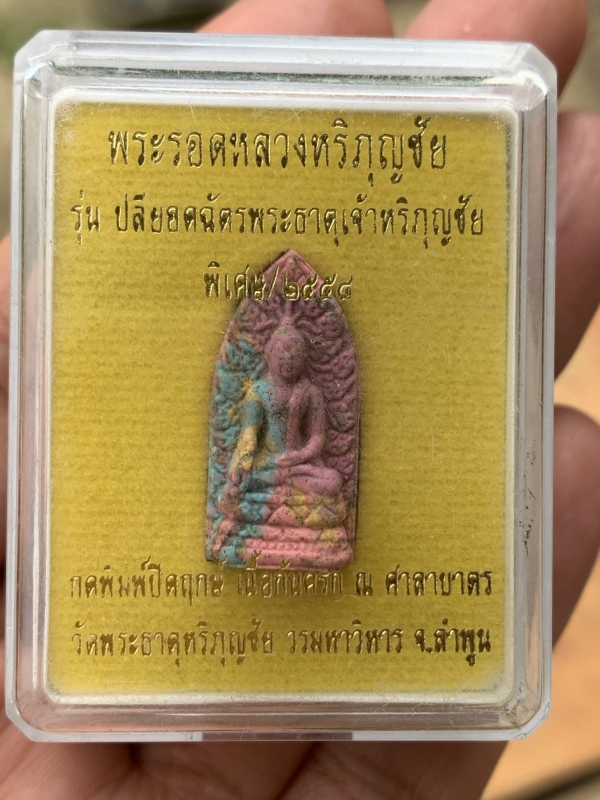 พระรอดหลวงหริภุญชัย
รุ่น ปลียอดฉัตรพระธาตุเจ้าหริภุญชัย
พิเศษ/๒๕๕๘
กดพิมพ์ปิดฤกษ์ เนื้อก้นครก ณ ศาลาบาตร
วัดพระธาตุหริภุญชัย วรมหาวิหาร จ.ลำพูน